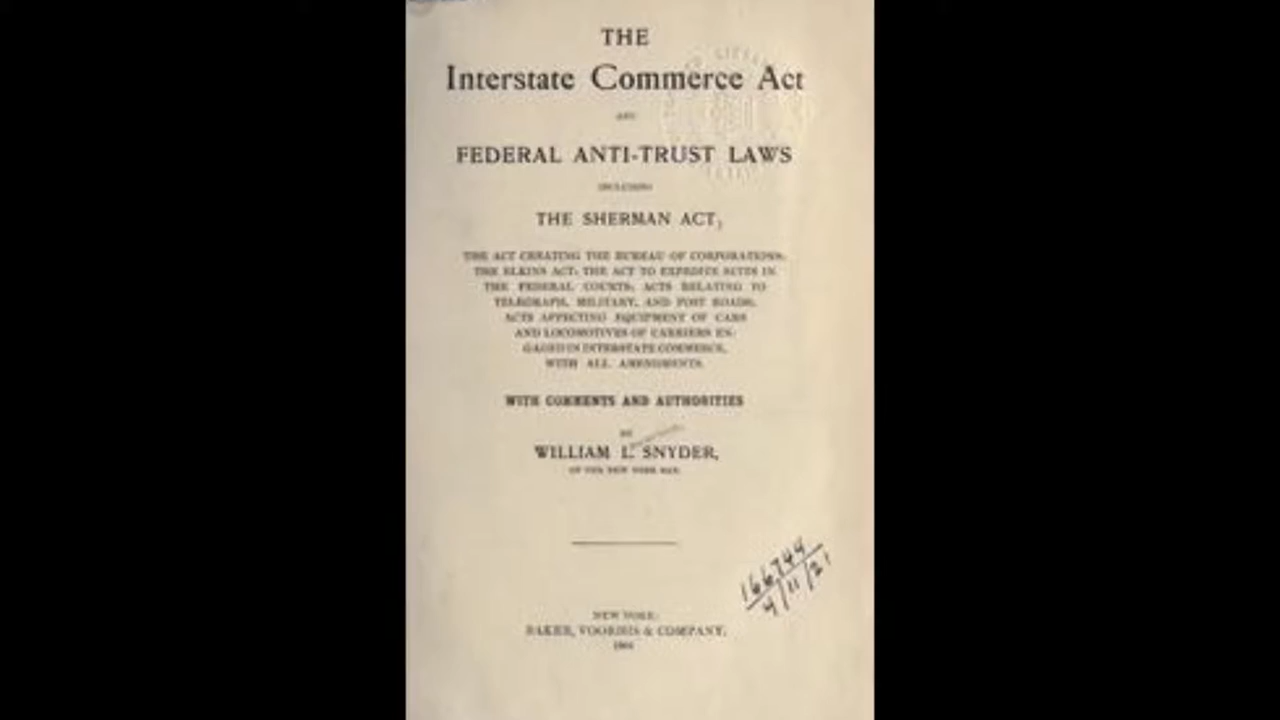 THE
Interstate Commerce Act
AND
FEDERAL ANTI-TRUST LAWS
INCLUDING
THE SHERMAN ACT;
THE ACT CREATING THE BUREAU OF CORPORATIONS;
THE ELKINS ACT; THE ACT TO EXPEDITE SUITS IN
THE FEDERAL COURTS; ACTS RELATING TO
TELEGRAPH, MILITARY, AND POST ROADS;
ACTS AFFECTING EQUIPMENT OF CARS
AND LOCOMOTIVES OF CARRIERS EN-
GAGED IN INTERSTATE COMMERCE,
WITH ALL AMENDMENTS.
WITH COMMENTS AND AUTHORITIES
BY
WILLIAM L. SNYDER,
OF THE NEW YORK BAR.
166744
4/11/21
NEW YORK:
BAKER, VOORHIS & COMPANY,
1904